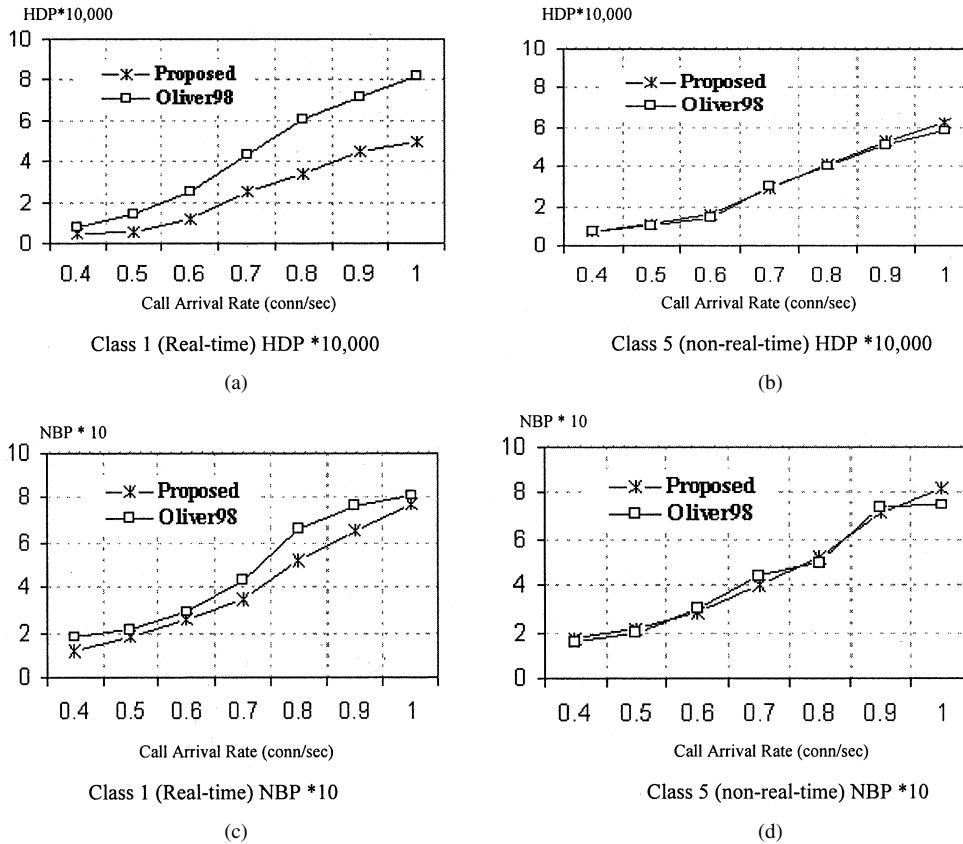 HDP*10,000
10
8
6
4
2
0
Proposed
Oliver98
0.4 0.5 0.6 0.7 0.8 0.9 1
Call Arrival Rate (conn/sec)
Class 1 (Real-time) HDP *10,000
(a)
HDP*10,000
10
8
6
4
2
0
Proposed
Oliver98
0.4 0.5 0.6 0.7 0.8 0.9 1
Call Arrival Rate (conn/sec)
Class 5 (non-real-time) HDP *10,000
(b)
NBP * 10
10
8
6
4
2
0
Proposed
Oliver98
0.4 0.5 0.6 0.7 0.8 0.9 1
Call Arrival Rate (conn/sec)
Class 1 (Real-time) NBP *10
(c)
NBP * 10
10
8
6
4
2
0
Proposed
Oliver98
0.4 0.5 0.6 0.7 0.8 0.9 1
Call Arrival Rate (conn/sec)
Class 5 (non-real-time) NBP *10
(d)